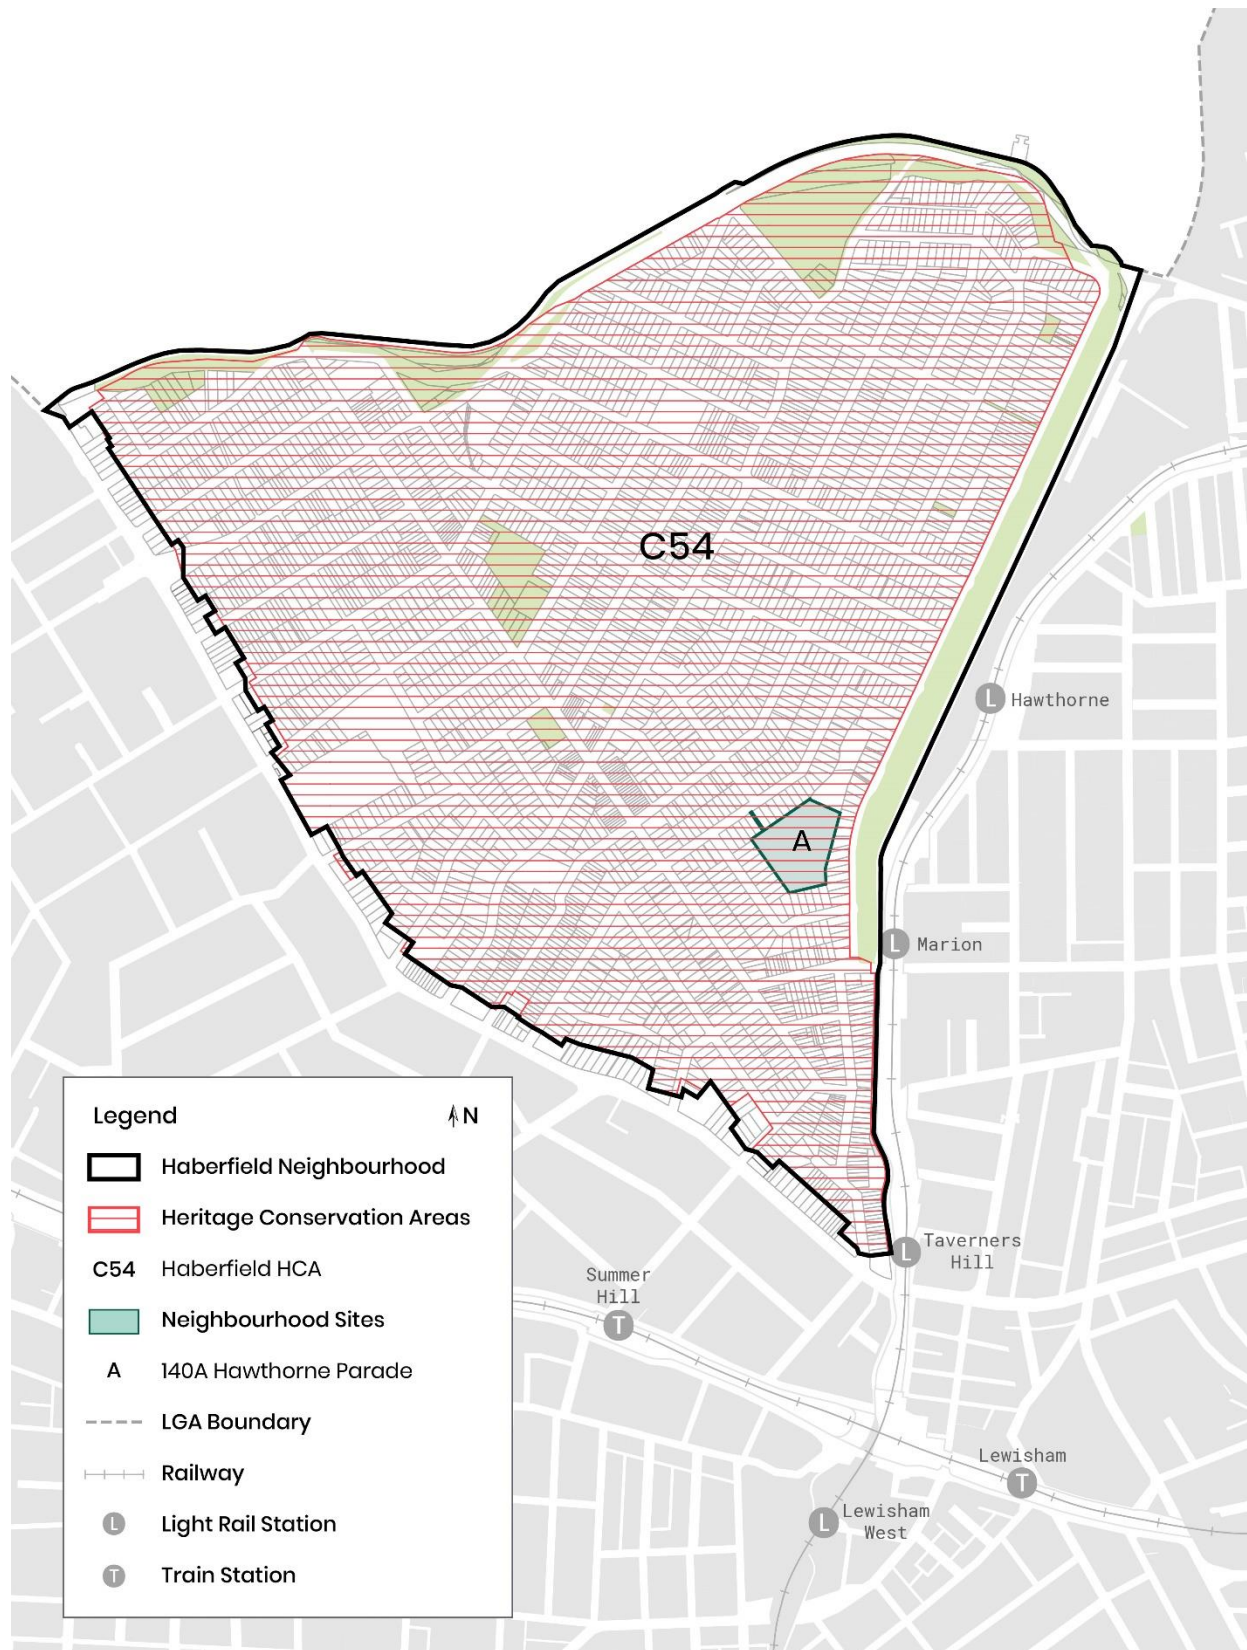 C54
L Hawthorne
A
L Marion
L Taverners
Hill
Summer
Hill
T
Lewisham
T
L Lewisham
West
Legend N
Haberfield Neighbourhood
Heritage Conservation Areas
C54 Haberfield HCA
Neighbourhood Sites
A 140A Hawthorne Parade
LGA Boundary
Railway
L Light Rail Station
T Train Station